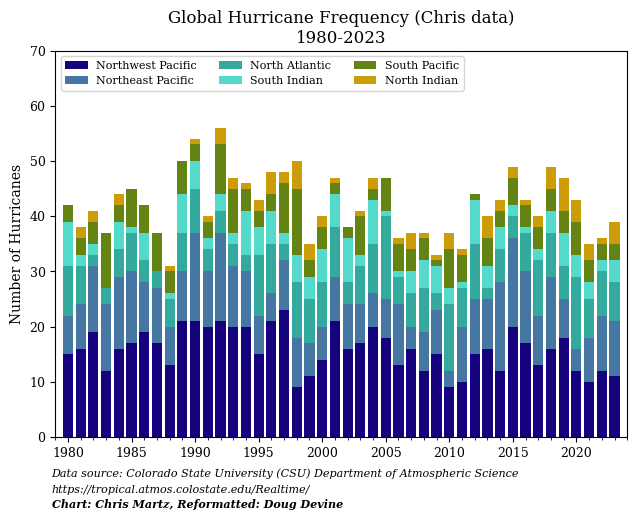 Global Hurricane Frequency (Chris data)
1980-2023
Number of Hurricanes
70
60
50
40
30
20
10
0
Northwest Pacific
Northeast Pacific
North Atlantic
South Indian
South Pacific
North Indian
1980 1985 1990 1995 2000 2005 2010 2015 2020
Data source: Colorado State University (CSU) Department of Atmospheric Science
https://tropical.atmos.colostate.edu/Realtime/
Chart: Chris Martz, Reformatted: Doug Devine